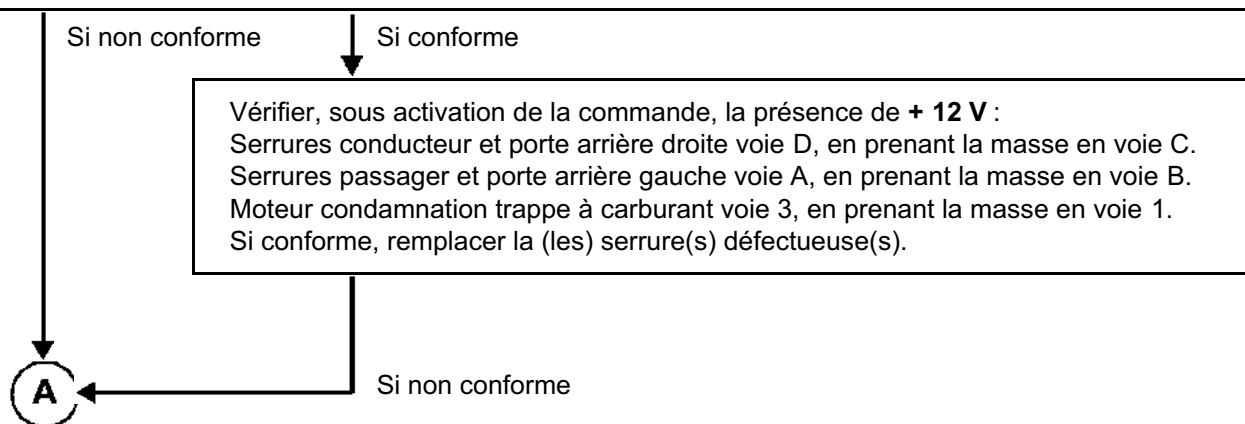 Si non conforme
Si conforme
Vérifier, sous activation de la commande, la présence de + 12 V :
Serrures conducteur et porte arrière droite voie D, en prenant la masse en voie C.
Serrures passager et porte arrière gauche voie A, en prenant la masse en voie B.
Moteur condamnation trappe à carburant voie 3, en prenant la masse en voie 1.
Si conforme, remplacer la (les) serrure(s) défectueuse(s).
A
Si non conforme